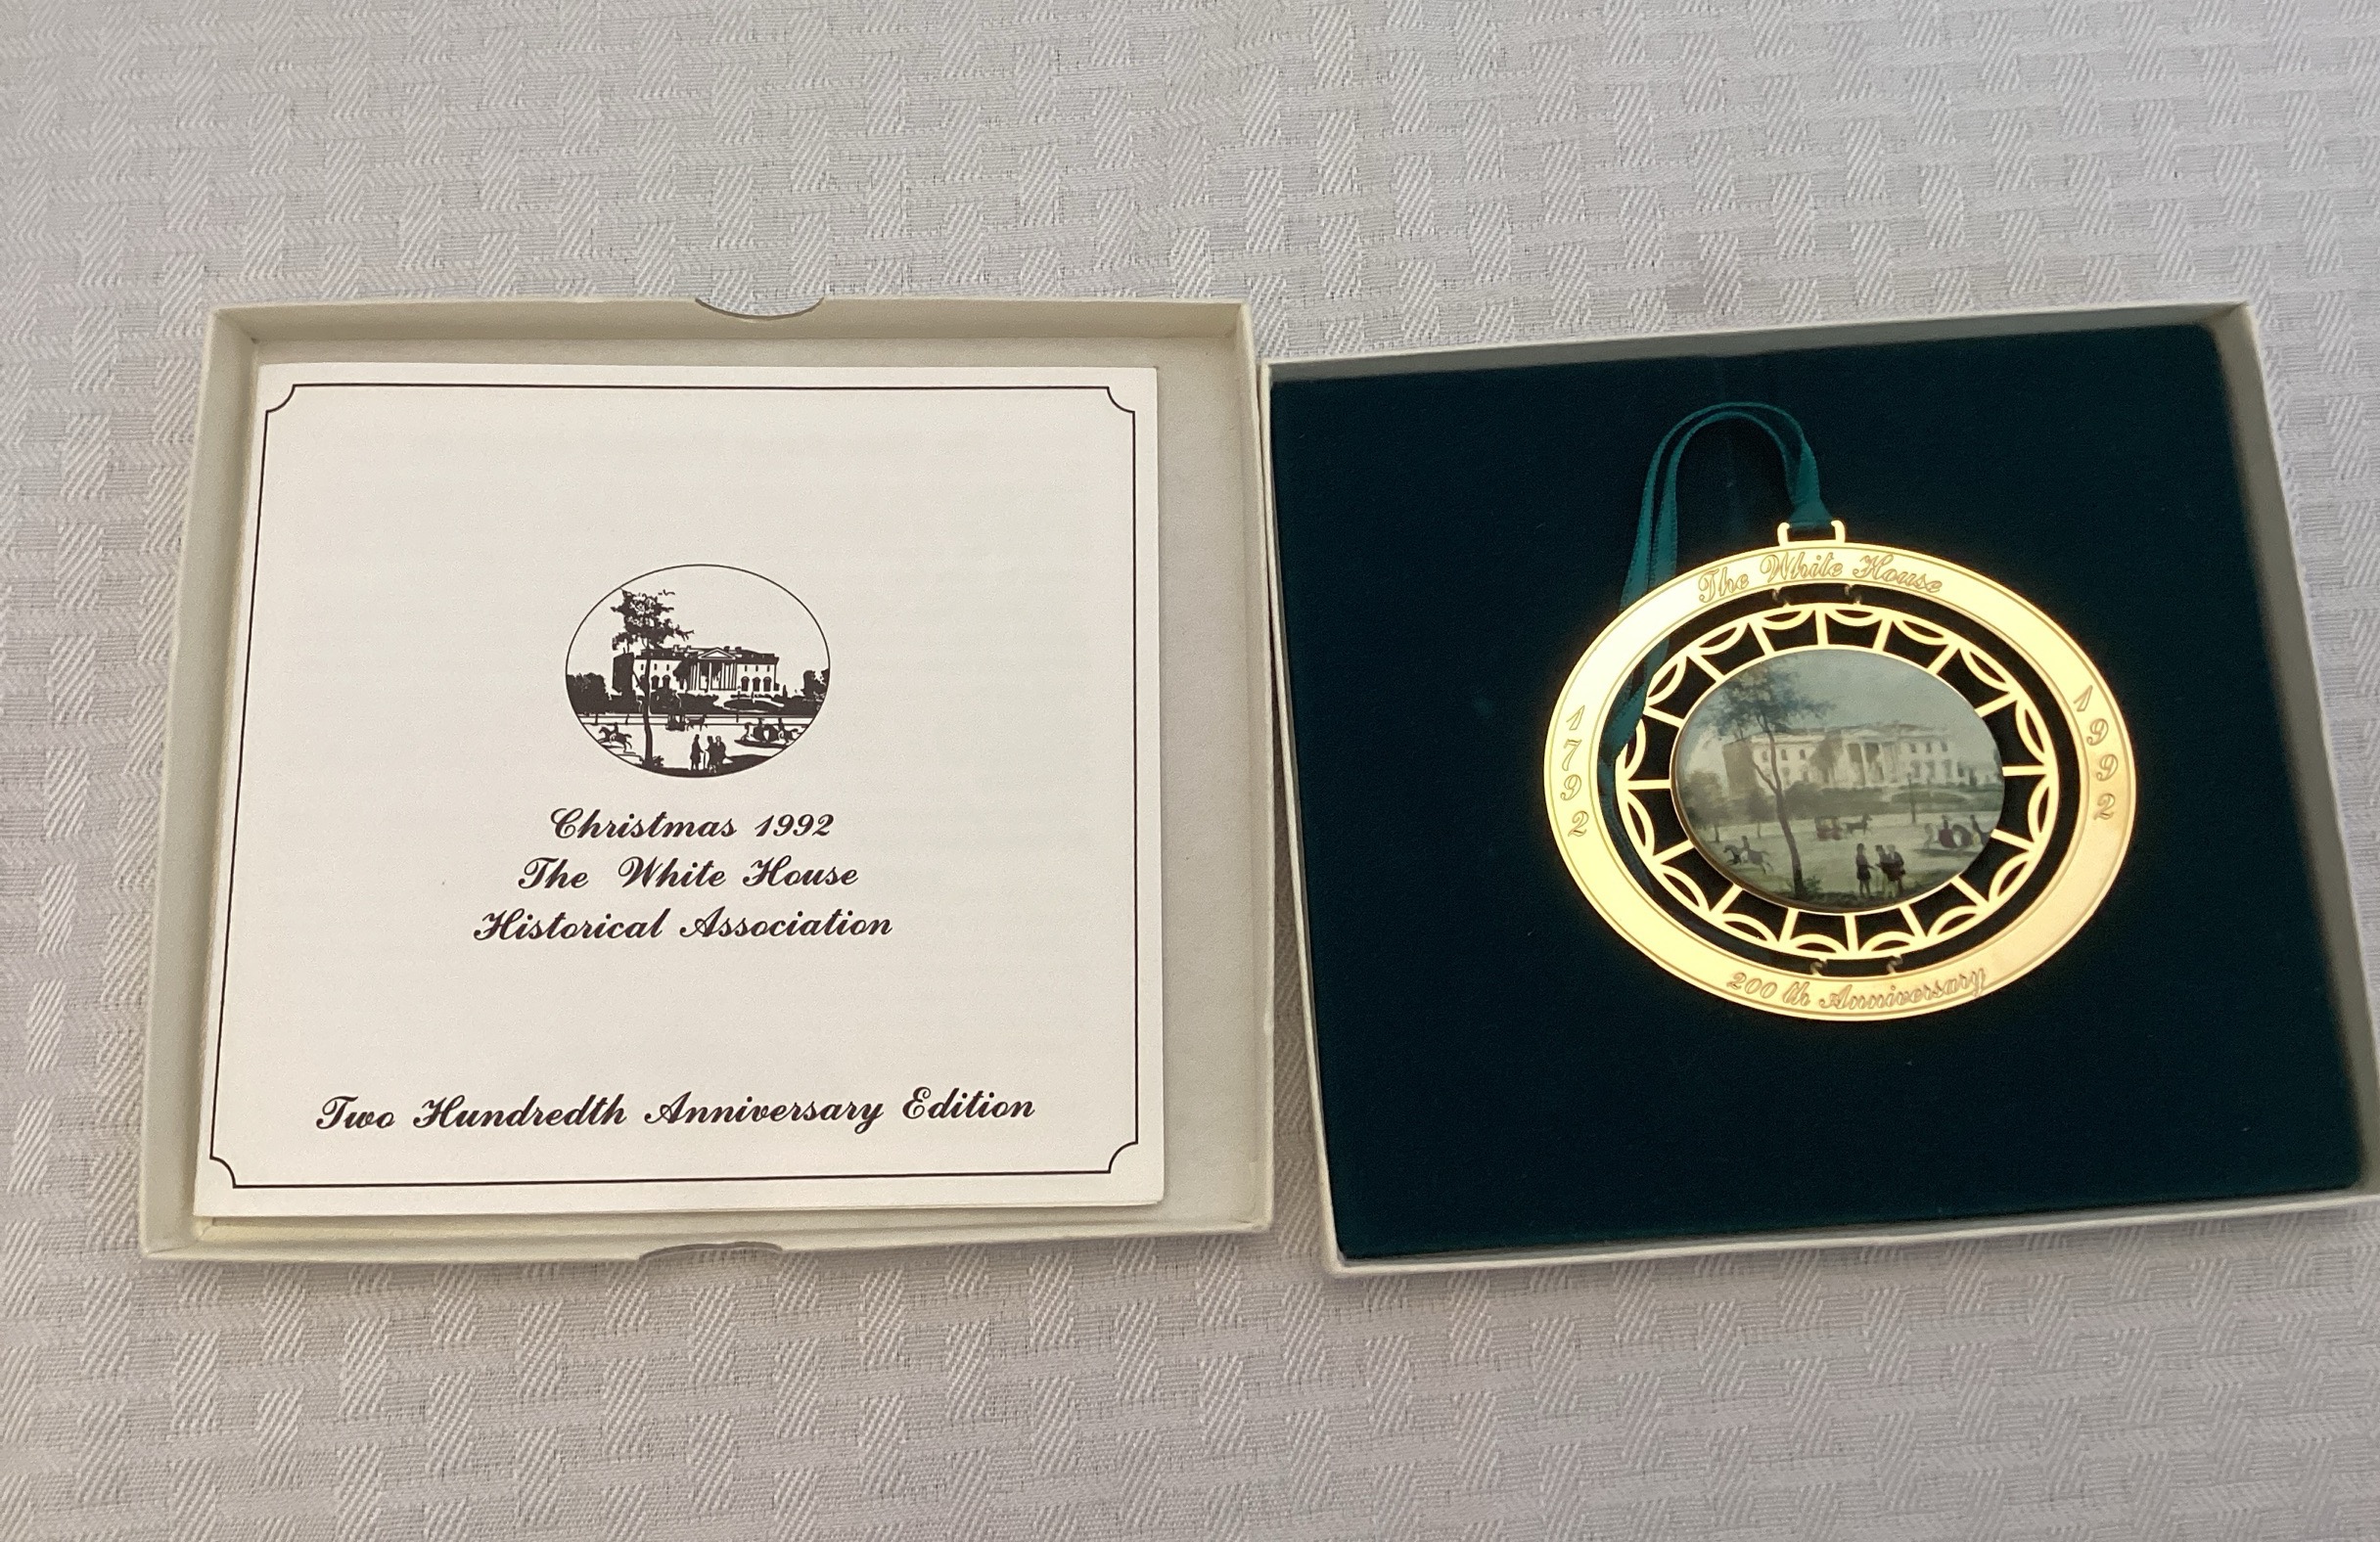 Christmas 1992
The White House
Historical Association
Two Hundredth Anniversary Edition
The White House
1792
1992
200 th Anniversary